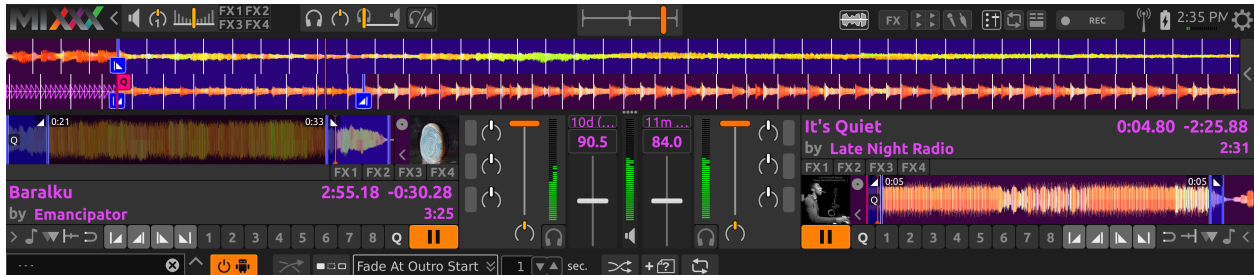 MIXXX FX1 FX2 FX3 FX4 FX REC 2:35 PM
Q
0:21 0:33
Q
FX1 FX2 FX3 FX4
Baralku 2:55.18 -0:30.28
by Emancipator 3:25
1 2 3 4 5 6 7 8 Q
10d (... 11m ...
90.5 84.0
It's Quiet 0:04.80 -2:25.88
by Late Night Radio 2:31
FX1 FX2 FX3 FX4
0:05 0:05
Q
Q 1 2 3 4 5 6 7 8
--- Fade At Outro Start 1 sec.